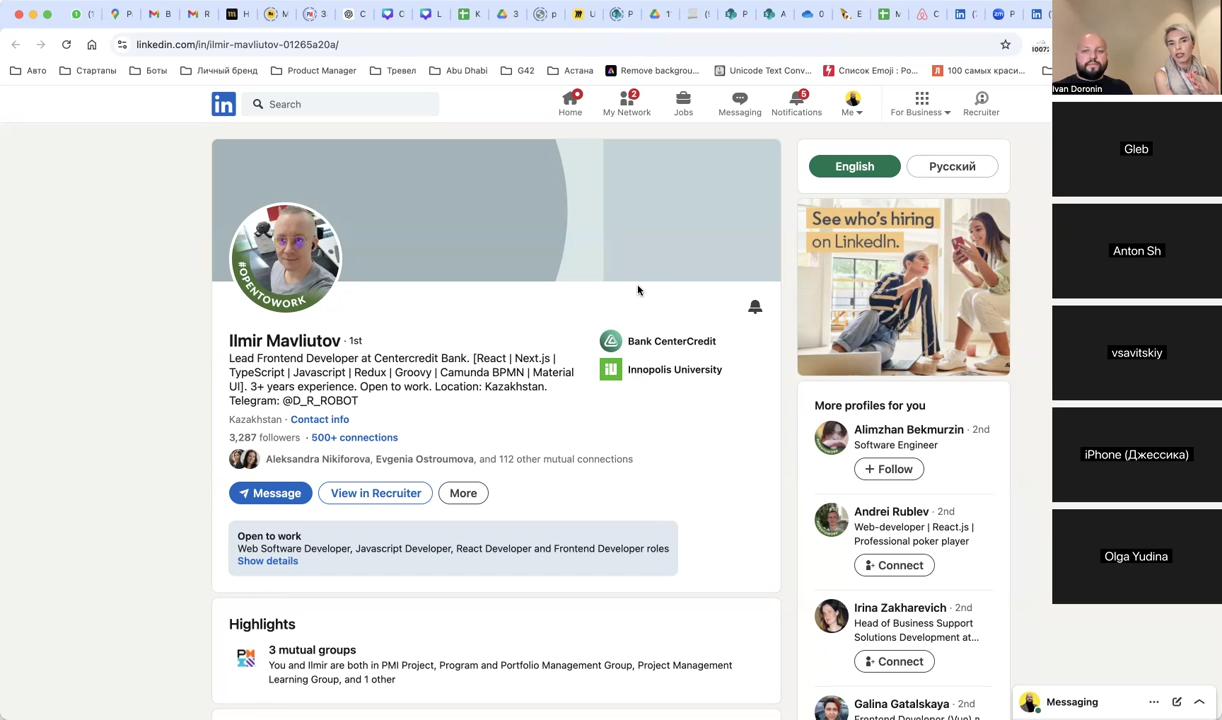 linkedin.com/in/ilmir-mavliutov-01265a20a/
Авто
Стартапы
Боты
Личный бренд
Product Manager
Тревел
Abu Dhabi
G42
Астана
Remove backgrou...
Unicode Text Conv...
Список Emoji : Po...
100 самых краси...
Search
Home
2
My Network
Jobs
Messaging
5
Notifications
Me
For Business
Recruiter
#OPENTOWORK
Ilmir Mavliutov · 1st
Lead Frontend Developer at Centercredit Bank. [React | Next.js |
TypeScript | Javascript | Redux | Groovy | Camunda BPMN | Material
UI]. 3+ years experience. Open to work. Location: Kazakhstan.
Telegram: @D_R_ROBOT
Kazakhstan · Contact info
3,287 followers · 500+ connections
Aleksandra Nikiforova, Evgenia Ostroumova, and 112 other mutual connections
Message
View in Recruiter
More
Bank CenterCredit
Innopolis University
Open to work
Web Software Developer, Javascript Developer, React Developer and Frontend Developer roles
Show details
Highlights
3 mutual groups
You and Ilmir are both in PMI Project, Program and Portfolio Management Group, Project Management
Learning Group, and 1 other
English
Русский
See who's hiring
on LinkedIn.
More profiles for you
Alimzhan Bekmurzin · 2nd
Software Engineer
+ Follow
Andrei Rublev · 2nd
Web-developer | React.js |
Professional poker player
Connect
Irina Zakharevich · 2nd
Head of Business Support
Solutions Development at...
Connect
Galina Gatalskaya · 2nd
Messaging
Ivan Doronin
Gleb
Anton Sh
vsavitskiy
iPhone (Джессика)
Olga Yudina